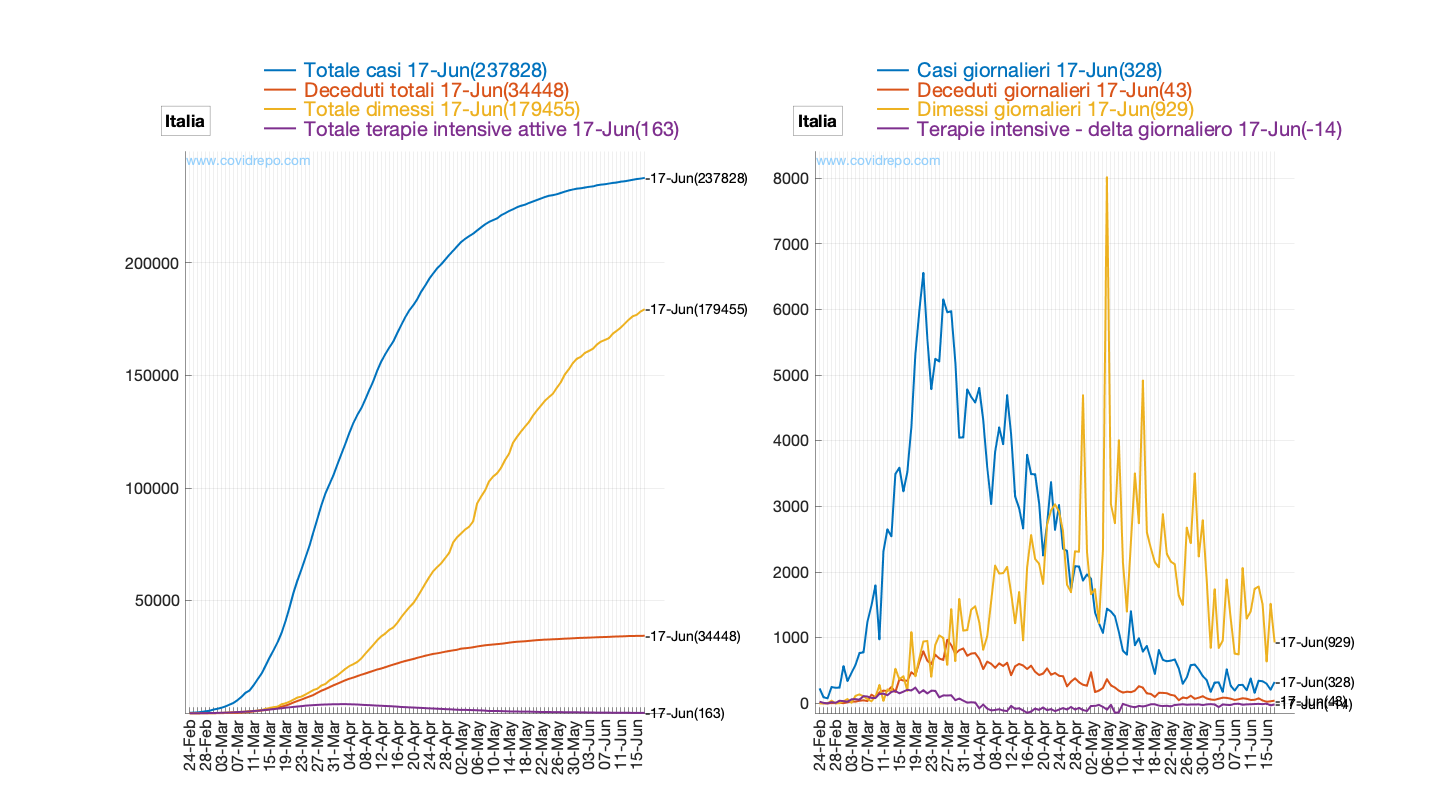 Totale casi 17-Jun(237828)
Deceduti totali 17-Jun(34448)
Totale dimessi 17-Jun(179455)
Totale terapie intensive attive 17-Jun(163)
Italia
www.covidrepo.com
200000
150000
100000
50000
-17-Jun(237828)
-17-Jun(179455)
-17-Jun(34448)
-17-Jun(163)
24-Feb
28-Feb
03-Mar
07-Mar
11-Mar
15-Mar
19-Mar
23-Mar
27-Mar
31-Mar
04-Apr
08-Apr
12-Apr
16-Apr
20-Apr
24-Apr
28-Apr
02-May
06-May
10-May
14-May
18-May
22-May
26-May
30-May
03-Jun
07-Jun
11-Jun
15-Jun
Casi giornalieri 17-Jun(328)
Deceduti giornalieri 17-Jun(43)
Dimessi giornalieri 17-Jun(929)
Terapie intensive - delta giornaliero 17-Jun(-14)
Italia
www.covidrepo.com
8000
7000
6000
5000
4000
3000
2000
1000
0
-17-Jun(929)
-17-Jun(328)
-17-Jun(43)
-17-Jun(-14)
24-Feb
28-Feb
03-Mar
07-Mar
11-Mar
15-Mar
19-Mar
23-Mar
27-Mar
31-Mar
04-Apr
08-Apr
12-Apr
16-Apr
20-Apr
24-Apr
28-Apr
02-May
06-May
10-May
14-May
18-May
22-May
26-May
30-May
03-Jun
07-Jun
11-Jun
15-Jun